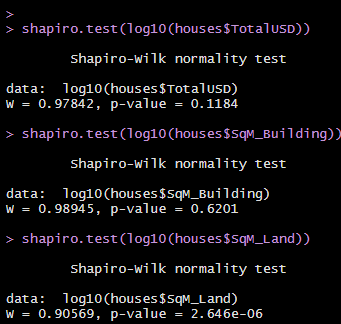 >
> shapiro.test(log10(houses$TotalUSD))
Shapiro-Wilk normality test
data:  log10(houses$TotalUSD)
W = 0.97842, p-value = 0.1184
> shapiro.test(log10(houses$SqM_Building))
Shapiro-Wilk normality test
data:  log10(houses$SqM_Building)
W = 0.98945, p-value = 0.6201
> shapiro.test(log10(houses$SqM_Land))
Shapiro-Wilk normality test
data:  log10(houses$SqM_Land)
W = 0.90569, p-value = 2.646e-06